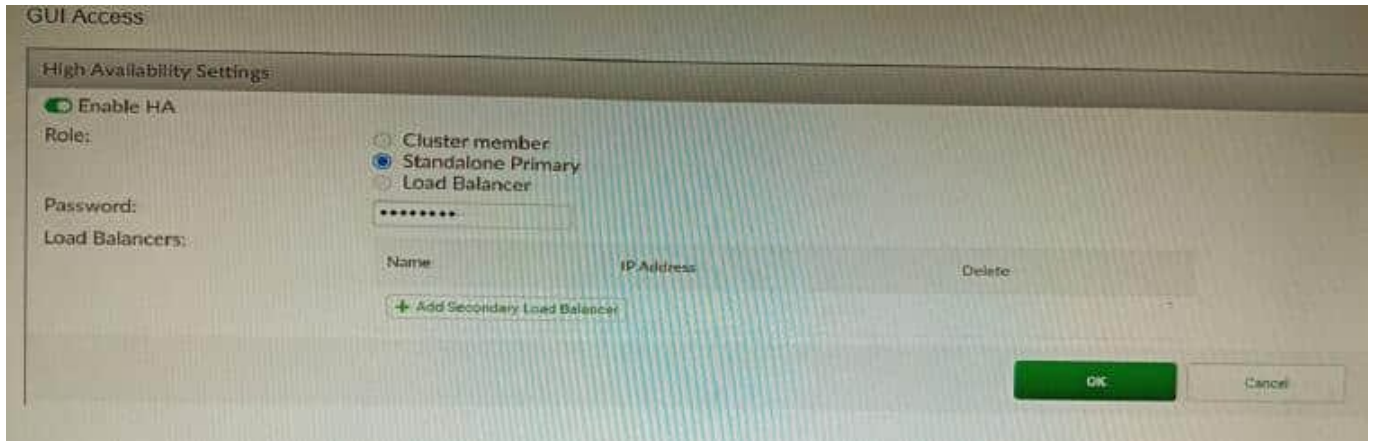 GUI Access
High Availability Settings
Enable HA
Role:
Cluster member
Standalone Primary
Load Balancer
Password:
••••••••
Load Balancers:
Name IP Address Delete
+ Add Secondary Load Balancer
OK Cancel